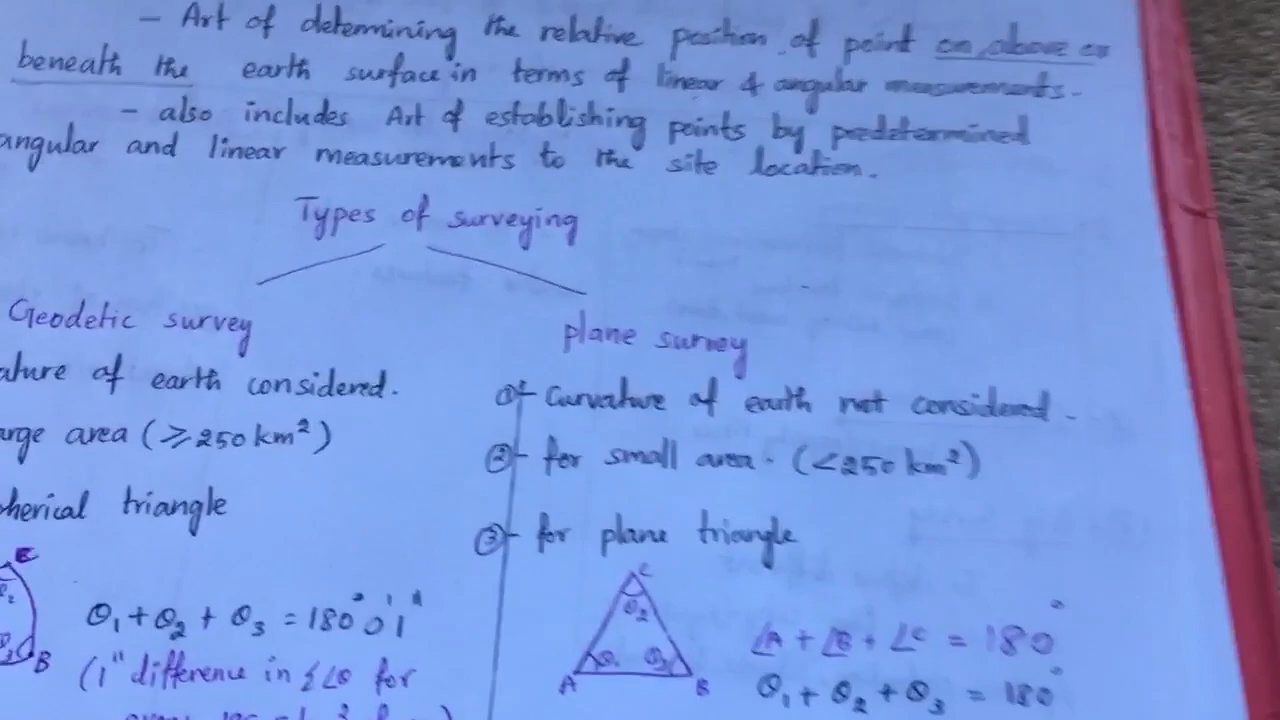 - Art of determining the relative position of point on, above or
beneath the earth surface in terms of linear & angular measurements.
- also includes Art of establishing points by predetermined
angular and linear measurements to the site location.
Types of surveying
Geodetic survey
plane survey
ature of earth considered.
arge area (≥250 km²)
herical triangle
C
B
θ₁ + θ₂ + θ₃ = 180° 0' 1"
(1" difference in for
① - Curvature of earth not considered.
② - for small area. (<250 km²)
③ - for plane triangle
C
θ₂
A
B
∠A + ∠B + ∠C = 180°
θ₁ + θ₂ + θ₃ = 180°